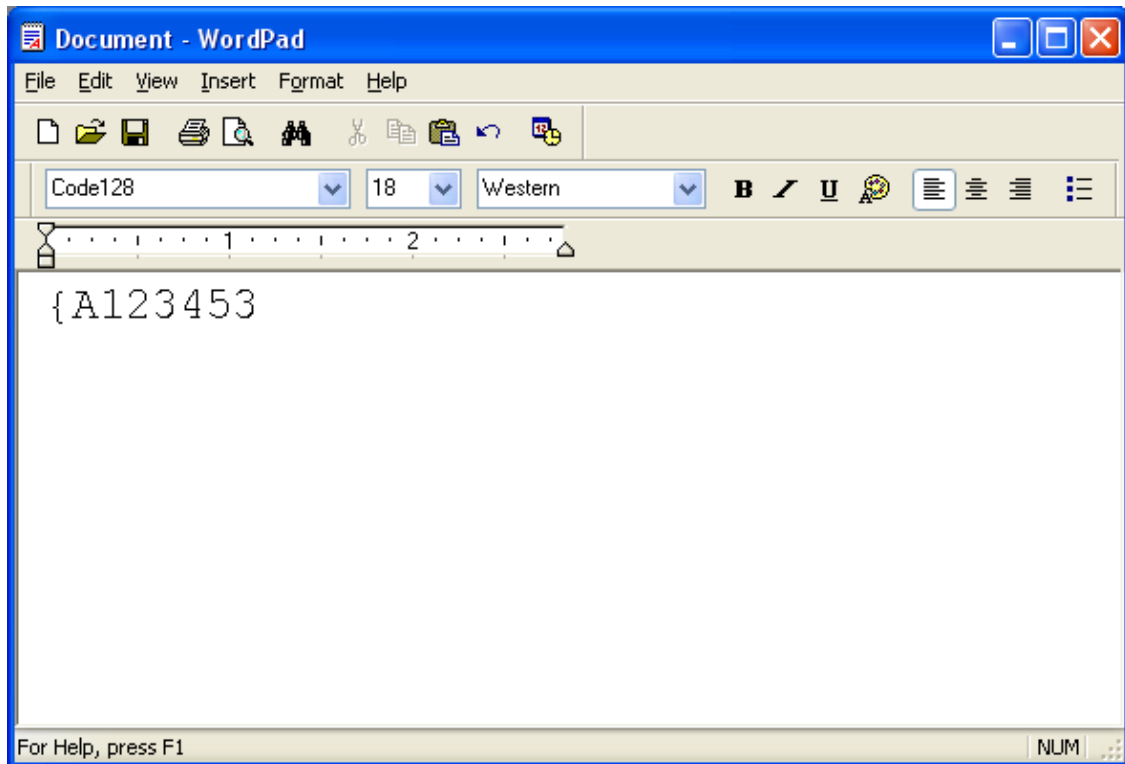 Document - WordPad
File Edit View Insert Format Help
Code128 18 Western B / U
1 2
{A123453
For Help, press F1 NUM